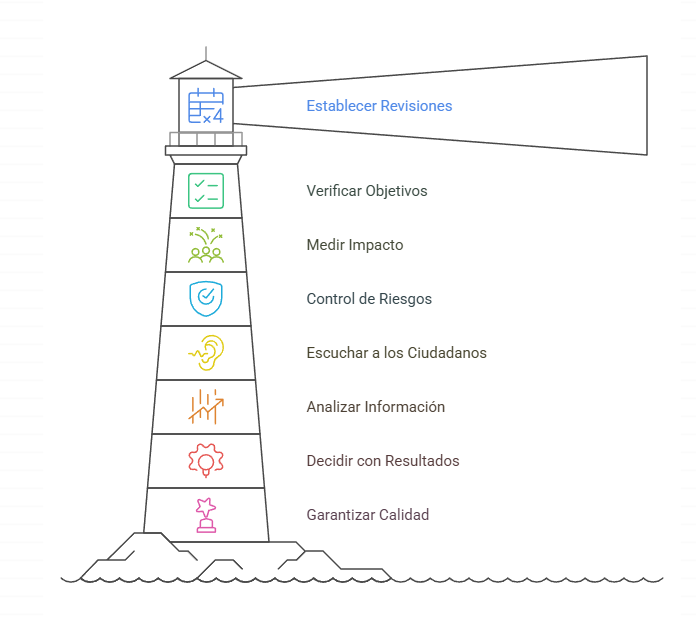 ×4
Establecer Revisiones
Verificar Objetivos
Medir Impacto
Control de Riesgos
Escuchar a los Ciudadanos
Analizar Información
Decidir con Resultados
Garantizar Calidad